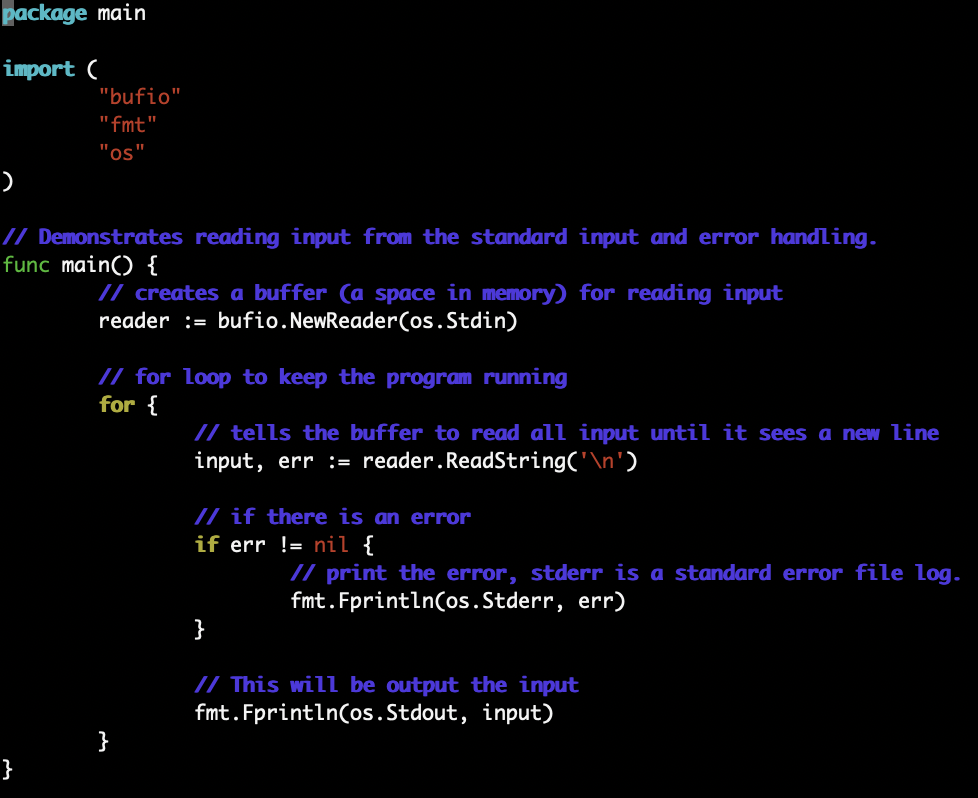 package main

import (
        "bufio"
        "fmt"
        "os"
)

// Demonstrates reading input from the standard input and error handling.
func main() {
        // creates a buffer (a space in memory) for reading input
        reader := bufio.NewReader(os.Stdin)

        // for loop to keep the program running
        for {
                // tells the buffer to read all input until it sees a new line
                input, err := reader.ReadString('\n')

                // if there is an error
                if err != nil {
                        // print the error, stderr is a standard error file log.
                        fmt.Fprintln(os.Stderr, err)
                }

                // This will be output the input
                fmt.Fprintln(os.Stdout, input)
        }
}